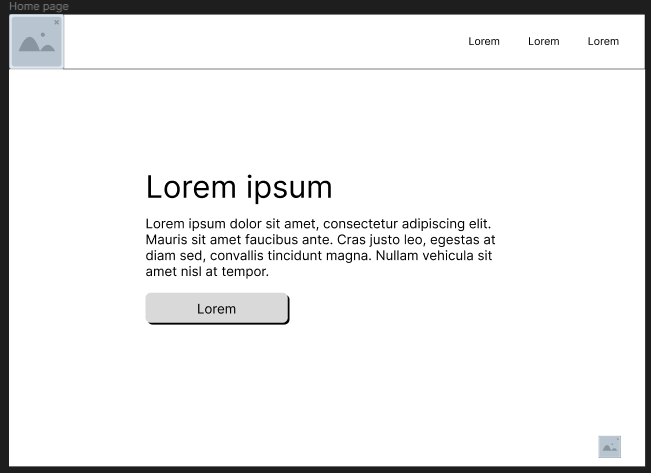 Home page
Lorem Lorem Lorem
Lorem ipsum
Lorem ipsum dolor sit amet, consectetur adipiscing elit.
Mauris sit amet faucibus ante. Cras justo leo, egestas at
diam sed, convallis tincidunt magna. Nullam vehicula sit
amet nisl at tempor.
Lorem